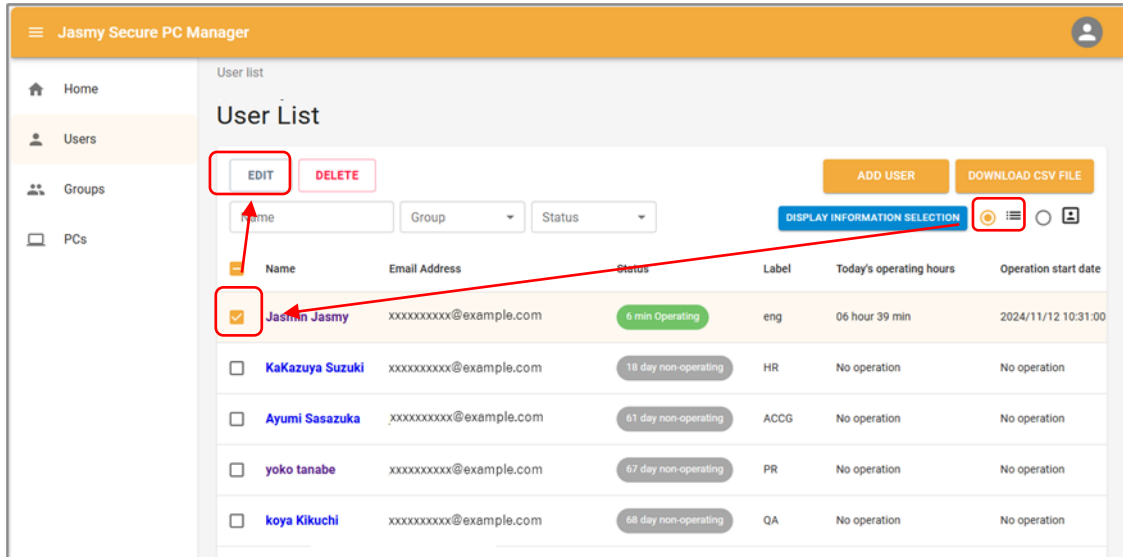 Jasmy Secure PC Manager
Home
Users
Groups
PCs
User list
User List
EDIT DELETE ADD USER DOWNLOAD CSV FILE
Name Group Status DISPLAY INFORMATION SELECTION
Name Email Address Status Label Today's operating hours Operation start date
Jasmin Jasmy xxxxxxxxxx@example.com 6 min Operating eng 06 hour 39 min 2024/11/12 10:31:00
KaKazuya Suzuki xxxxxxxxxx@example.com 18 day non-operating HR No operation No operation
Ayumi Sasazuka xxxxxxxxxx@example.com 61 day non-operating ACCG No operation No operation
yoko tanabe xxxxxxxxxx@example.com 67 day non-operating PR No operation No operation
koya Kikuchi xxxxxxxxxx@example.com 68 day non-operating QA No operation No operation